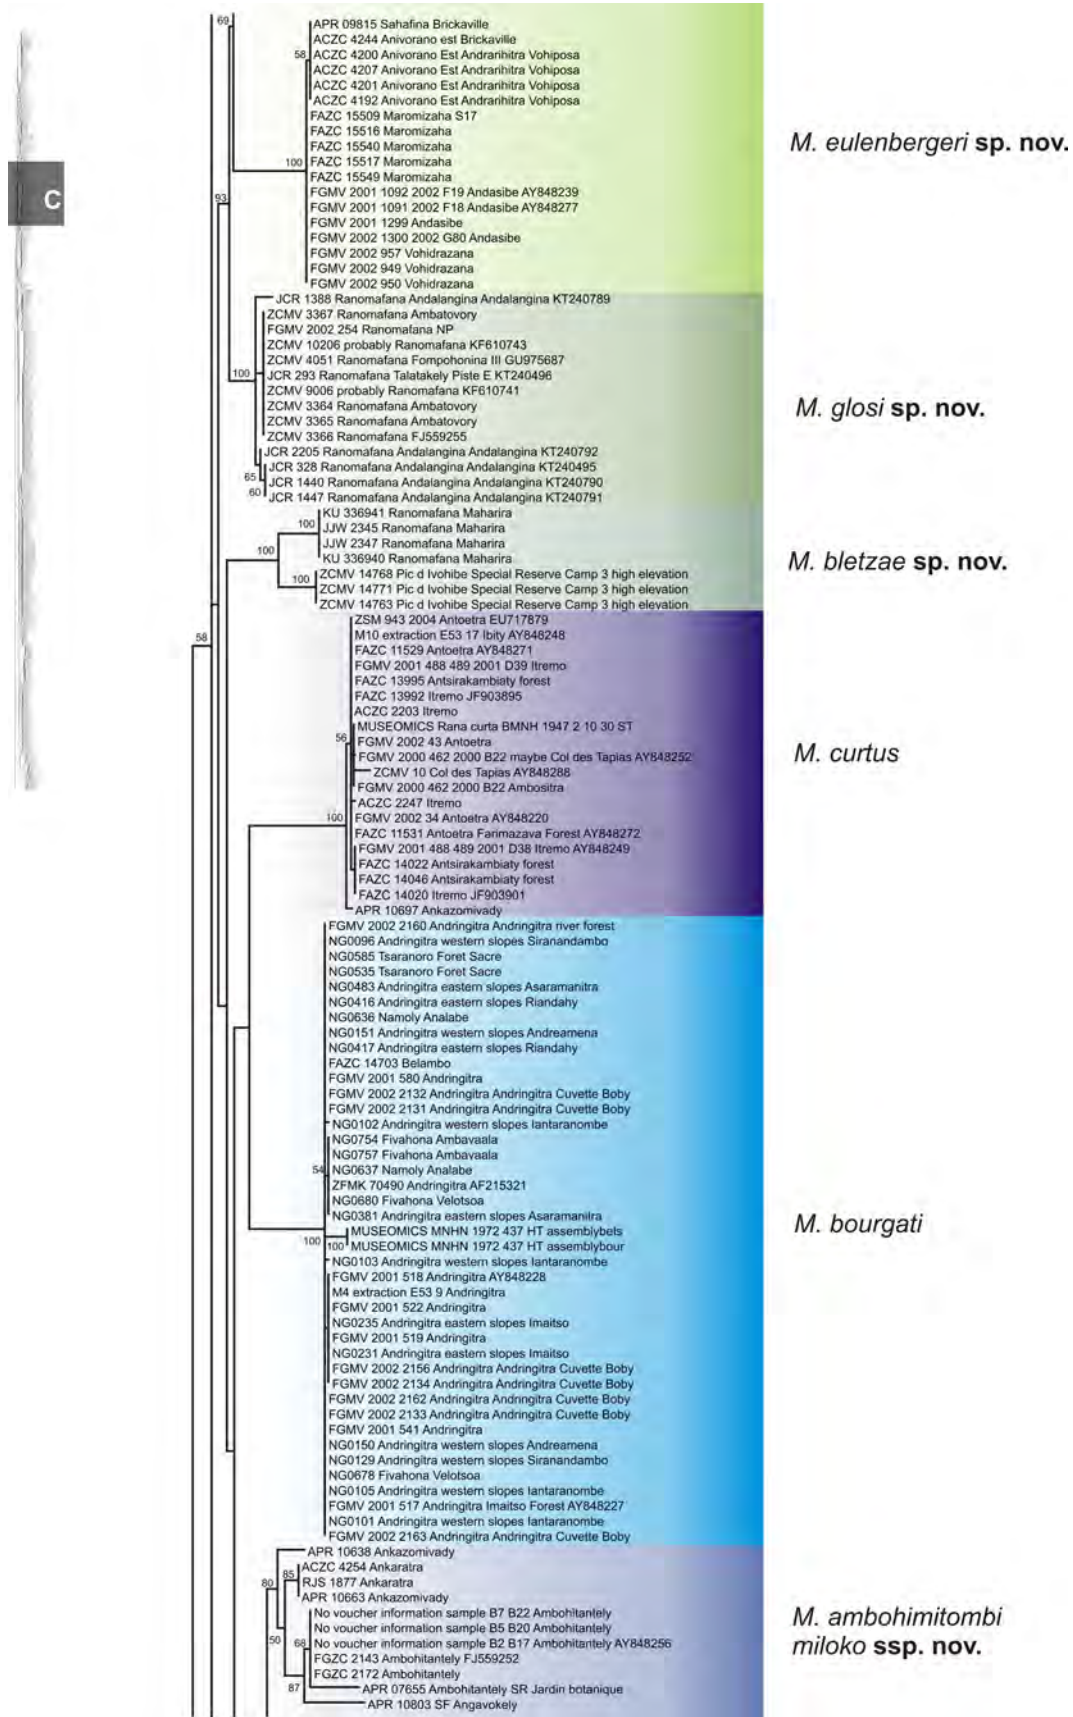 69
APR 09815 Sahafina Brickaville
ACZC 4244 Anivorano est Brickaville
58
ACZC 4200 Anivorano Est Andrarihitra Vohiposa
ACZC 4207 Anivorano Est Andrarihitra Vohiposa
ACZC 4201 Anivorano Est Andrarihitra Vohiposa
ACZC 4192 Anivorano Est Andrarihitra Vohiposa
FAZC 15509 Maromizaha S17
FAZC 15516 Maromizaha
FAZC 15540 Maromizaha
100
FAZC 15517 Maromizaha
FAZC 15549 Maromizaha
FGMV 2001 1092 2002 F19 Andasibe AY848239
FGMV 2001 1091 2002 F18 Andasibe AY848277
FGMV 2001 1299 Andasibe
FGMV 2002 1300 2002 G80 Andasibe
FGMV 2002 957 Vohidrazana
FGMV 2002 949 Vohidrazana
FGMV 2002 950 Vohidrazana
M. eulenbergeri sp. nov.
C
93
JCR 1388 Ranomafana Andalangina Andalangina KT240789
ZCMV 3367 Ranomafana Ambatovory
FGMV 2002 254 Ranomafana NP
ZCMV 10206 probably Ranomafana KF610743
ZCMV 4051 Ranomafana Fompohonina III GU975687
100
JCR 293 Ranomafana Talatakely Piste E KT240496
ZCMV 9006 probably Ranomafana KF610741
ZCMV 3364 Ranomafana Ambatovory
ZCMV 3365 Ranomafana Ambatovory
ZCMV 3366 Ranomafana FJ559255
JCR 2205 Ranomafana Andalangina Andalangina KT240792
JCR 328 Ranomafana Andalangina Andalangina KT240495
65
JCR 1440 Ranomafana Andalangina Andalangina KT240790
60
JCR 1447 Ranomafana Andalangina Andalangina KT240791
M. glosi sp. nov.
KU 336941 Ranomafana Maharira
100
JJW 2345 Ranomafana Maharira
JJW 2347 Ranomafana Maharira
100
KU 336940 Ranomafana Maharira
ZCMV 14768 Pic d Ivohibe Special Reserve Camp 3 high elevation
100
ZCMV 14771 Pic d Ivohibe Special Reserve Camp 3 high elevation
ZCMV 14763 Pic d Ivohibe Special Reserve Camp 3 high elevation
M. bletzae sp. nov.
58
ZSM 943 2004 Antoetra EU717879
M10 extraction E53 17 Ibity AY848248
FAZC 11529 Antoetra AY848271
FGMV 2001 488 489 2001 D39 Itremo
FAZC 13995 Antsirakambiaty forest
FAZC 13992 Itremo JF903895
ACZC 2203 Itremo
MUSEOMICS Rana curta BMNH 1947 2 10 30 ST
56
FGMV 2002 43 Antoetra
FGMV 2000 462 2000 B22 maybe Col des Tapias AY848252
ZCMV 10 Col des Tapias AY848288
FGMV 2000 462 2000 B22 Ambositra
ACZC 2247 Itremo
100
FGMV 2002 34 Antoetra AY848220
FAZC 11531 Antoetra Farimazava Forest AY848272
FGMV 2001 488 489 2001 D38 Itremo AY848249
FAZC 14022 Antsirakambiaty forest
FAZC 14046 Antsirakambiaty forest
FAZC 14020 Itremo JF903901
APR 10697 Ankazomivady
M. curtus
FGMV 2002 2160 Andringitra Andringitra river forest
NG0096 Andringitra western slopes Siranandambo
NG0585 Tsaranoro Foret Sacre
NG0535 Tsaranoro Foret Sacre
NG0483 Andringitra eastern slopes Asaramanitra
NG0416 Andringitra eastern slopes Riandahy
NG0636 Namoly Analabe
NG0151 Andringitra western slopes Andreamena
NG0417 Andringitra eastern slopes Riandahy
FAZC 14703 Belambo
FGMV 2001 580 Andringitra
FGMV 2002 2132 Andringitra Andringitra Cuvette Boby
FGMV 2002 2131 Andringitra Andringitra Cuvette Boby
NG0102 Andringitra western slopes Iantaranombe
NG0754 Fivahona Ambavaala
NG0757 Fivahona Ambavaala
54
NG0637 Namoly Analabe
ZFMK 70490 Andringitra AF215321
NG0680 Fivahona Velotsoa
NG0381 Andringitra eastern slopes Asaramanitra
MUSEOMICS MNHN 1972 437 HT assemblybels
100
100
MUSEOMICS MNHN 1972 437 HT assemblybour
NG0103 Andringitra western slopes Iantaranombe
FGMV 2001 518 Andringitra AY848228
M4 extraction E53 9 Andringitra
FGMV 2001 522 Andringitra
NG0235 Andringitra eastern slopes Imaitso
FGMV 2001 519 Andringitra
NG0231 Andringitra eastern slopes Imaitso
FGMV 2002 2156 Andringitra Andringitra Cuvette Boby
FGMV 2002 2134 Andringitra Andringitra Cuvette Boby
FGMV 2002 2162 Andringitra Andringitra Cuvette Boby
FGMV 2002 2133 Andringitra Andringitra Cuvette Boby
FGMV 2001 541 Andringitra
NG0150 Andringitra western slopes Andreamena
NG0129 Andringitra western slopes Siranandambo
NG0678 Fivahona Velotsoa
NG0105 Andringitra western slopes Iantaranombe
FGMV 2001 517 Andringitra Imaitso Forest AY848227
NG0101 Andringitra western slopes Iantaranombe
FGMV 2002 2163 Andringitra Andringitra Cuvette Boby
M. bourgati
APR 10638 Ankazomivady
ACZC 4254 Ankaratra
85
80
RJS 1877 Ankaratra
APR 10663 Ankazomivady
No voucher information sample B7 B22 Ambohitantely
No voucher information sample B5 B20 Ambohitantely
50
68
No voucher information sample B2 B17 Ambohitantely AY848256
FGZC 2143 Ambohitantely FJ559252
FGZC 2172 Ambohitantely
87
APR 07655 Ambohitantely SR Jardin botanique
APR 10803 SF Angavokely
M. ambohimitombi
miloko ssp. nov.